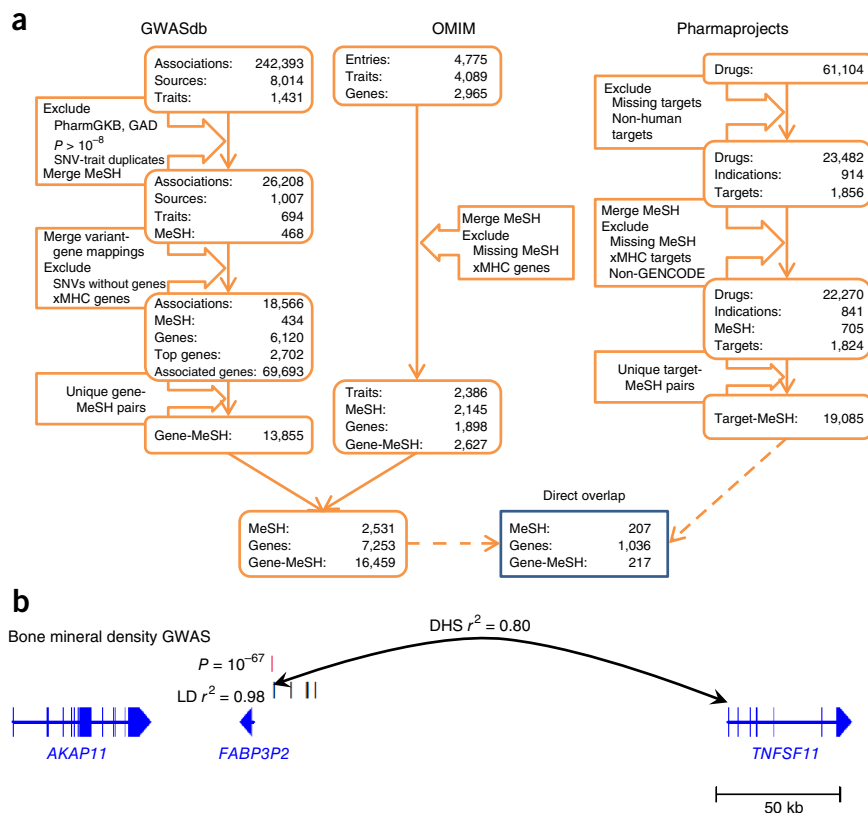 a
GWASdb
Associations: 242,393
Sources: 8,014
Traits: 1,431
Exclude
PharmGKB, GAD
P > 10⁻⁸
SNV-trait duplicates
Merge MeSH
Associations: 26,208
Sources: 1,007
Traits: 694
MeSH: 468
Merge variant-
gene mappings
Exclude
SNVs without genes
xMHC genes
Associations: 18,566
MeSH: 434
Genes: 6,120
Top genes: 2,702
Associated genes: 69,693
Unique gene-
MeSH pairs
Gene-MeSH: 13,855
OMIM
Entries: 4,775
Traits: 4,089
Genes: 2,965
Merge MeSH
Exclude
Missing MeSH
xMHC genes
Traits: 2,386
MeSH: 2,145
Genes: 1,898
Gene-MeSH: 2,627
Pharmaprojects
Drugs: 61,104
Exclude
Missing targets
Non-human
targets
Drugs: 23,482
Indications: 914
Targets: 1,856
Merge MeSH
Exclude
Missing MeSH
xMHC targets
Non-GENCODE
Drugs: 22,270
Indications: 841
MeSH: 705
Targets: 1,824
Unique target-
MeSH pairs
Target-MeSH: 19,085
MeSH: 2,531
Genes: 7,253
Gene-MeSH: 16,459
Direct overlap
MeSH: 207
Genes: 1,036
Gene-MeSH: 217
b
Bone mineral density GWAS
DHS r² = 0.80
P = 10⁻⁶⁷
LD r² = 0.98
AKAP11
FABP3P2
TNFSF11
50 kb